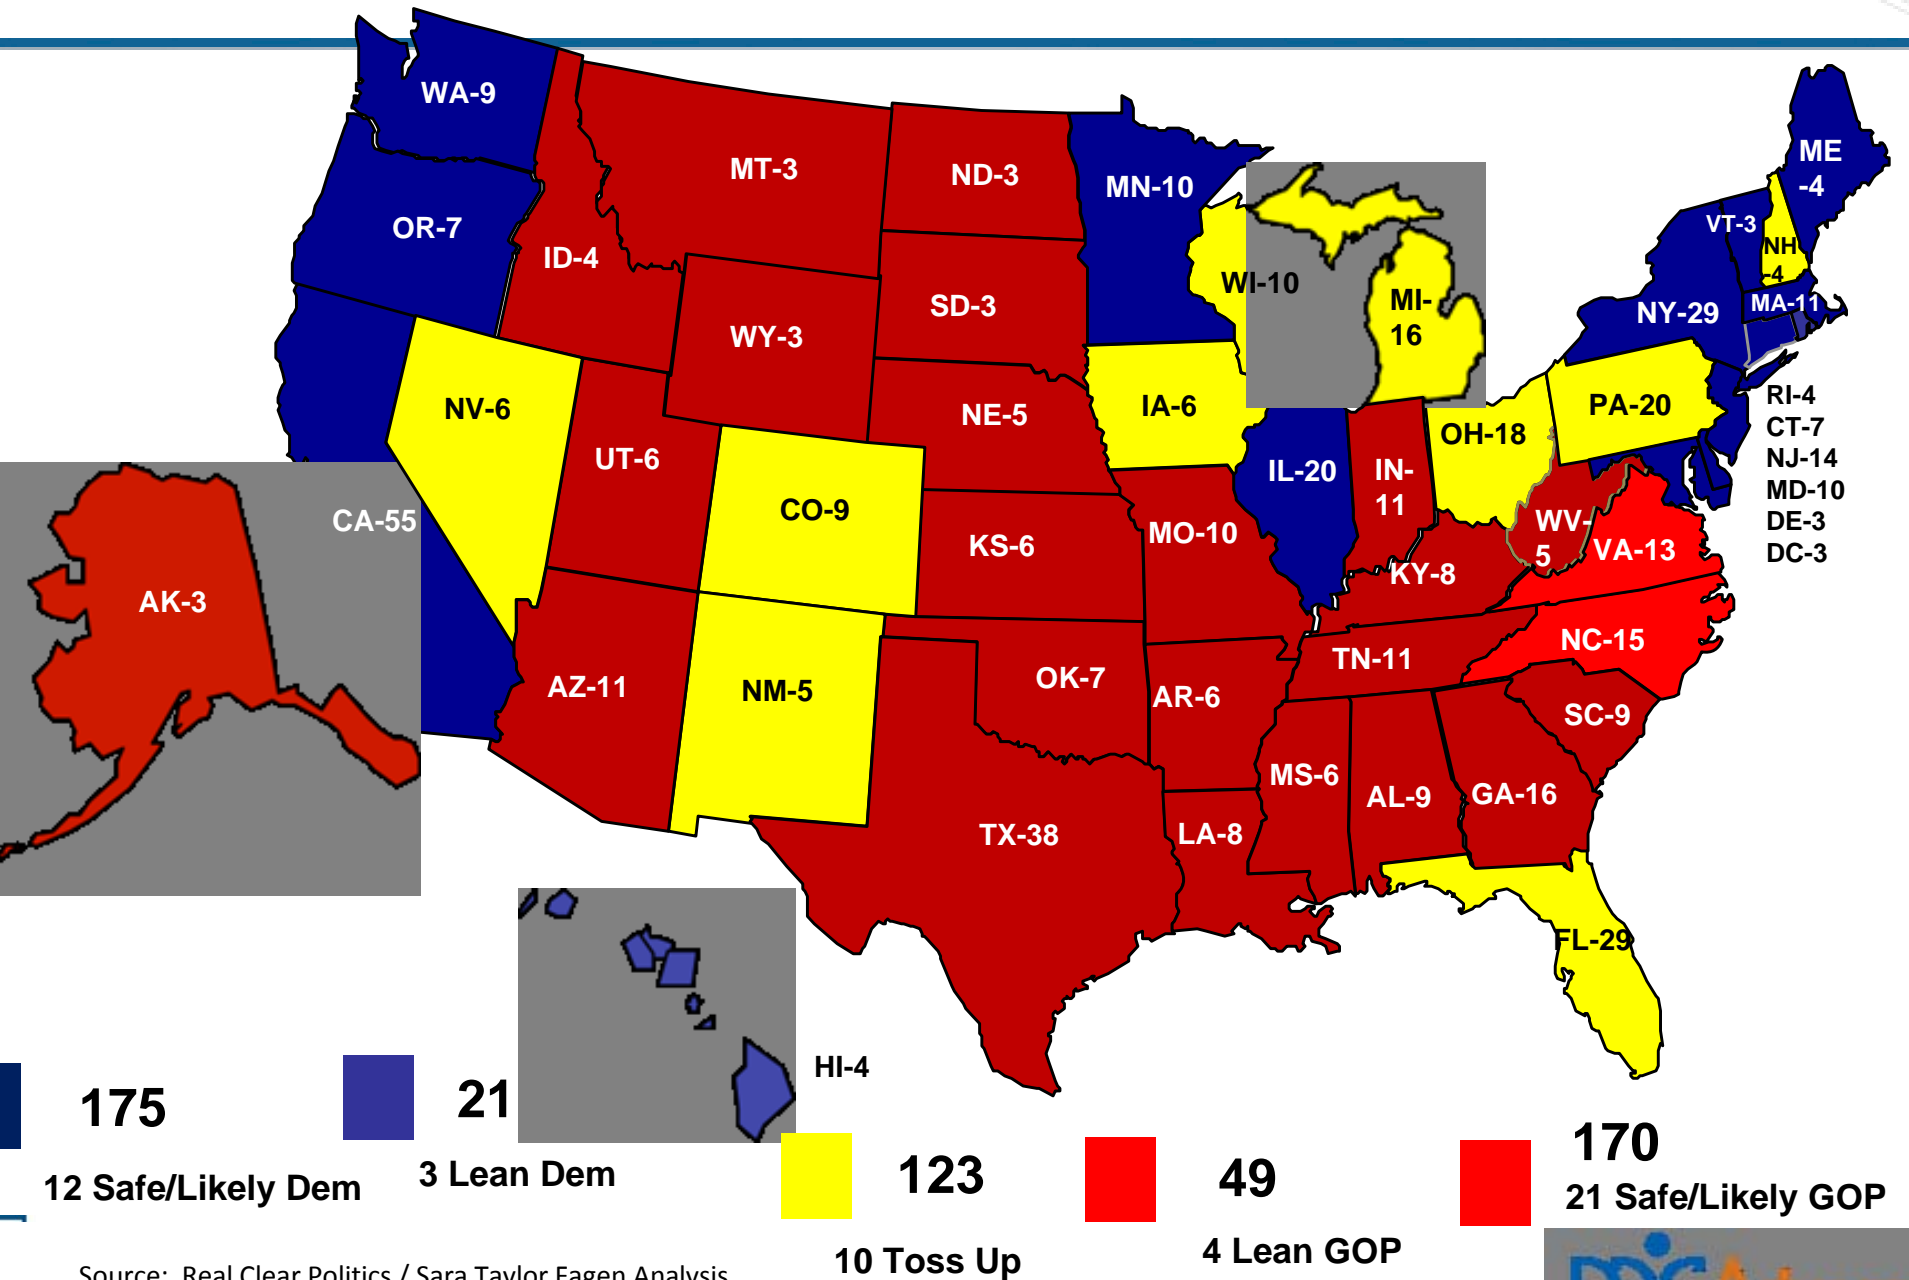 WA-9
OR-7
CA-55
NV-6
ID-4
MT-3
WY-3
UT-6
CO-9
AZ-11
NM-5
ND-3
SD-3
NE-5
KS-6
OK-7
TX-38
MN-10
IA-6
MO-10
AR-6
LA-8
WI-10
MI-
16
IL-20
IN-
11
OH-18
KY-8
TN-11
MS-6
AL-9
GA-16
FL-29
SC-9
NC-15
VA-13
WV-
5
PA-20
NY-29
VT-3
NH
-4
ME
-4
MA-11
RI-4
CT-7
NJ-14
MD-10
DE-3
DC-3
AK-3
HI-4
175
12 Safe/Likely Dem
21
3 Lean Dem
123
10 Toss Up
49
4 Lean GOP
170
21 Safe/Likely GOP
Source: Real Clear Politics / Sara Taylor Fagen Analysis